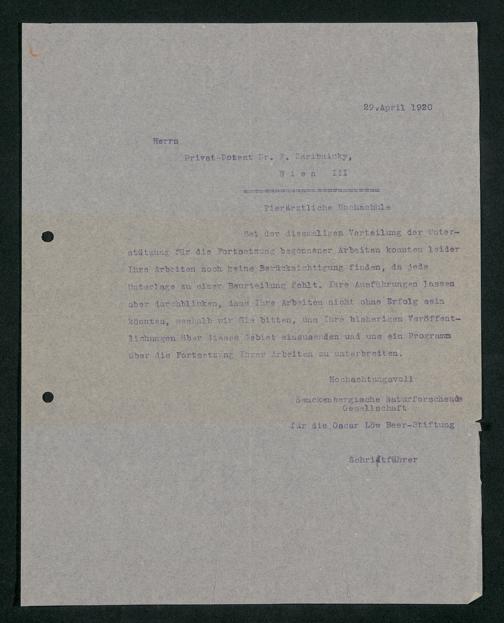 29.April 1920
Herrn
Privat-Dozent Dr. F. Zaribnicky,
W i e n III
Tierärztliche Hochschule
Bei der diesmaligen Verteilung der Unter-
stützung für die Fortsetzung begonnener Arbeiten konnten leider
Ihre Arbeiten noch keine Berücksichtigung finden, da jede
Unterlage zu einer Beurteilung fehlt. Ihre Ausführungen lassen
aber durchblicken, dass Ihre Arbeiten nicht ohne Erfolg sein
könnten, weshalb wir Sie bitten, uns Ihre bisherigen Veröffent-
lichungen über dieses Gebiet einzusenden und uns ein Programm
über die Fortsetzung Ihrer Arbeiten zu unterbreiten.
Hochachtungsvoll
Senckenbergische Naturforschende
Gesellschaft
für die Oscar Löw Beer-Stiftung
Schriftführer